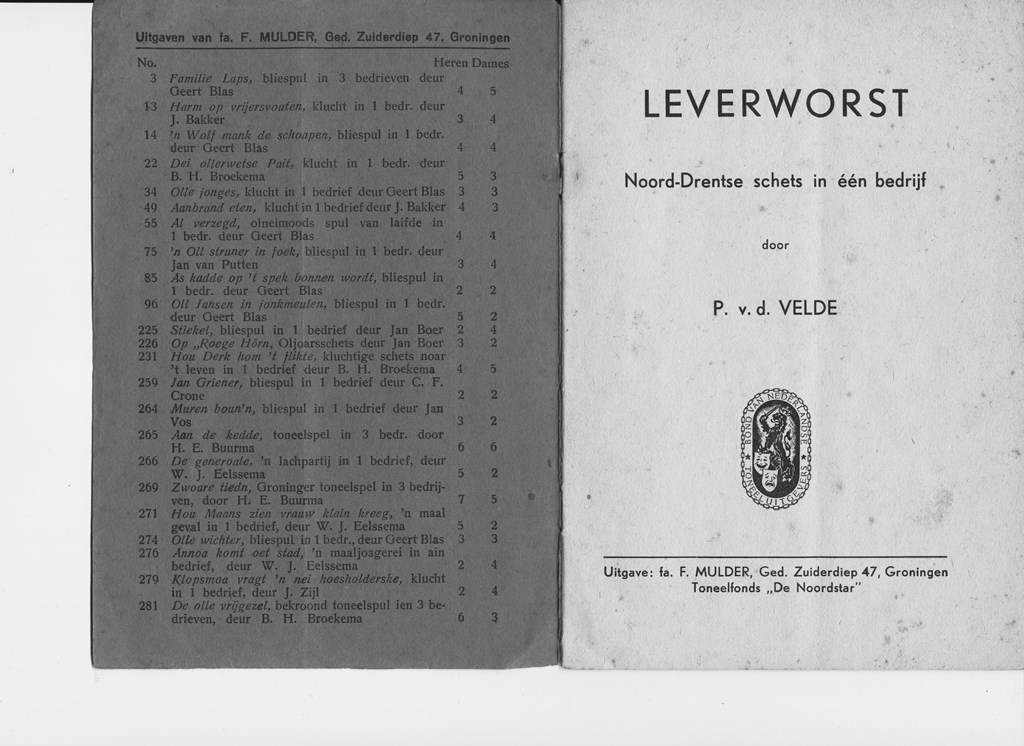 Uitgaven van fa. F. MULDER, Ged. Zuiderdiep 47, Groningen
No. Heren Dames
3 Familie Laps, bliespul in 3 bedrieven deur
Geert Blas 4 5
13 Harm op vrijersvouten, klucht in 1 bedr. deur
J. Bakker 3 4
14 'n Wolf mank de schoapen, bliespul in 1 bedr.
deur Geert Blas 4 4
22 Dei ollerwetse Pait, klucht in 1 bedr. deur
B. H. Broekema 5 3
34 Olle jonges, klucht in 1 bedrief deur Geert Blas 3 3
49 Aanbrand eten, klucht in 1 bedrief deur J. Bakker 4 3
55 Al verzegd, olneimoods spul van laifde in
1 bedr. deur Geert Blas 4 4
75 'n Oll struner in foek, bliespul in 1 bedr. deur
Jan van Putten 3 4
85 As kadde op 't spek bonnen wordt, bliespul in
1 bedr. deur Geert Blas 2 2
96 Oll Jansen in jonkmeulen, bliespul in 1 bedr.
deur Geert Blas 5 2
225 Stiekel, bliespul in 1 bedrief deur Jan Boer 2 4
226 Op „Roege Hörn, Oljoarsschets deur Jan Boer 3 2
231 Hou Derk hom 't flikte, kluchtige schets noar
't leven in 1 bedrief deur B. H. Broekema 4 5
259 Jan Griener, bliespul in 1 bedrief deur C. F.
Crone 2 2
264 Muren boun'n, bliespul in 1 bedrief deur Jan
Vos 3 2
265 Aan de kedde, toneelspel in 3 bedr. door
H. E. Buurma 6 6
266 De generoale, 'n lachpartij in 1 bedrief, deur
W. J. Eelssema 5 2
269 Zwoare tiedn, Groninger toneelspel in 3 bedrij-
ven, door H. E. Buurma 7 5
271 Hou Maans zien vrauw klain kreeg, 'n maal
geval in 1 bedrief, deur W. J. Eelssema 5 2
274 Olle wichter, bliespul in 1 bedr., deur Geert Blas 3 3
276 Annoa komt oet stad, 'n maaljoagerei in ain
bedrief, deur W. J. Eelssema 2 4
279 Klopsmoa vragt 'n nei hoesholderske, klucht
in 1 bedrief, deur J. Zijl 2 4
281 De olle vrijgezel, bekroond toneelspul ien 3 be-
drieven, deur B. H. Broekema 6 3
LEVERWORST
Noord-Drentse schets in één bedrijf
door
P. v. d. VELDE
BOND VAN NEDERLANDSE
TONEELUITGEVERS
Uitgave: fa. F. MULDER, Ged. Zuiderdiep 47, Groningen
Toneelfonds „De Noordstar"